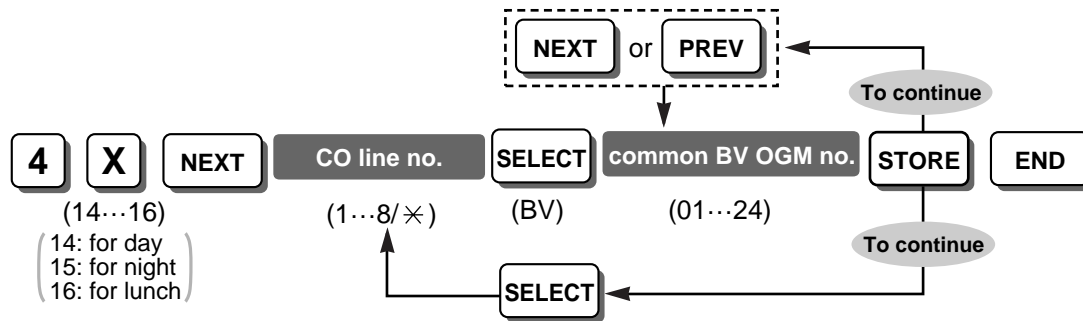 NEXT or PREV
To continue
4 X NEXT CO line no. SELECT common BV OGM no. STORE END
(14···16) (1···8/✳) (BV) (01···24)
14: for day
15: for night
16: for lunch
To continue
SELECT